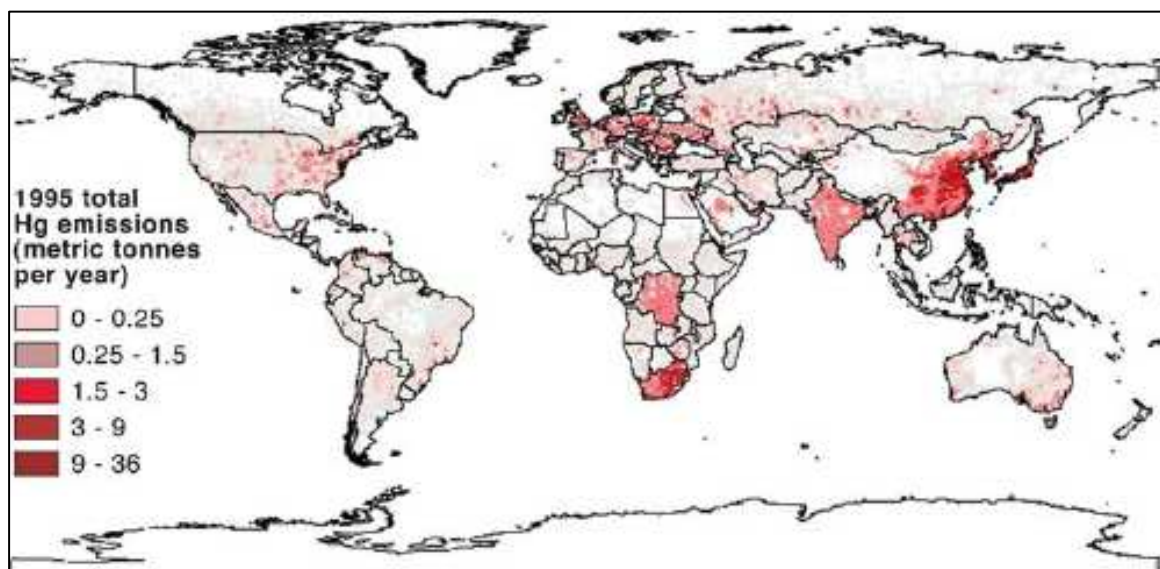 1995 total
Hg emissions
(metric tonnes
per year)
0 - 0.25
0.25 - 1.5
1.5 - 3
3 - 9
9 - 36